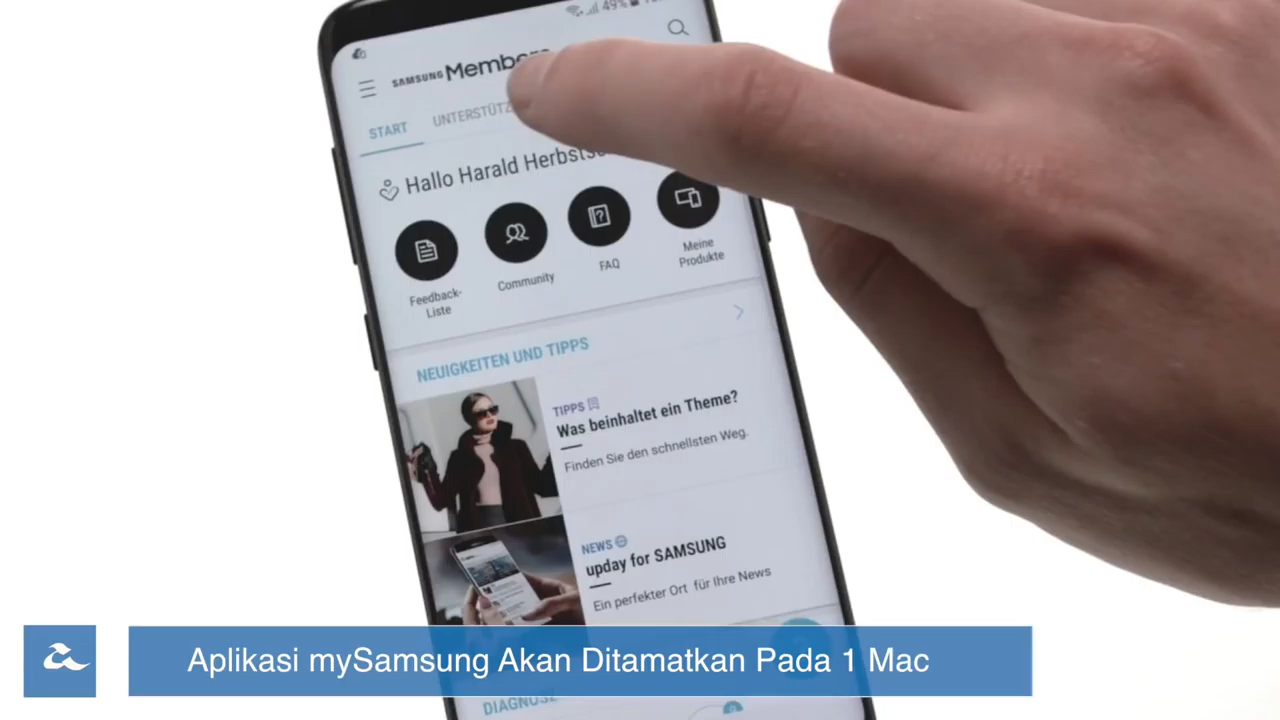 49%
SAMSUNG Members
START
Hallo Harald
Feedback-
Liste
Community
FAQ
Meine
Produkte
NEUIGKEITEN UND TIPPS
TIPPS
Was beinhaltet ein Theme?
Finden Sie den schnellsten Weg.
NEWS
upday for SAMSUNG
Ein perfekter Ort für Ihre News
Aplikasi mySamsung Akan Ditamatkan Pada 1 Mac
DIAGNOSE